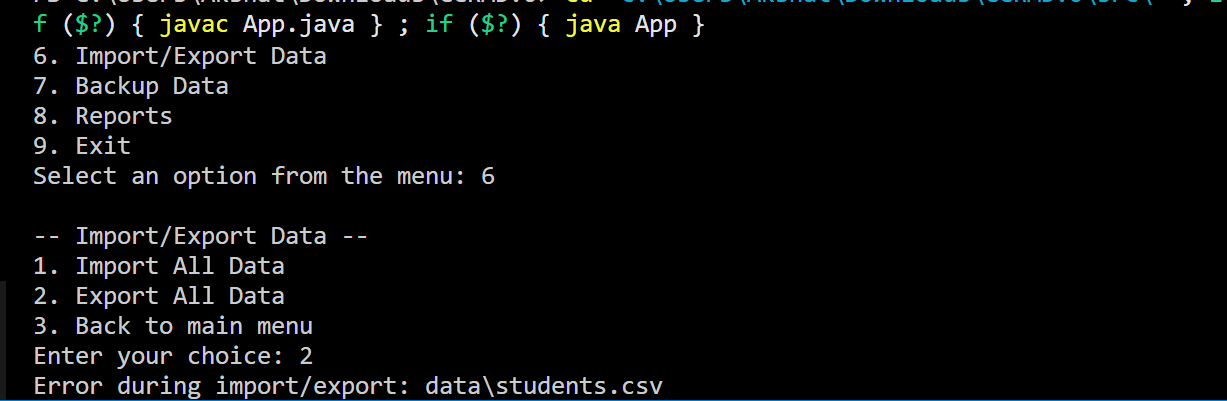 f ($?) { javac App.java } ; if ($?) { java App }
6. Import/Export Data
7. Backup Data
8. Reports
9. Exit
Select an option from the menu: 6
-- Import/Export Data --
1. Import All Data
2. Export All Data
3. Back to main menu
Enter your choice: 2
Error during import/export: data\students.csv